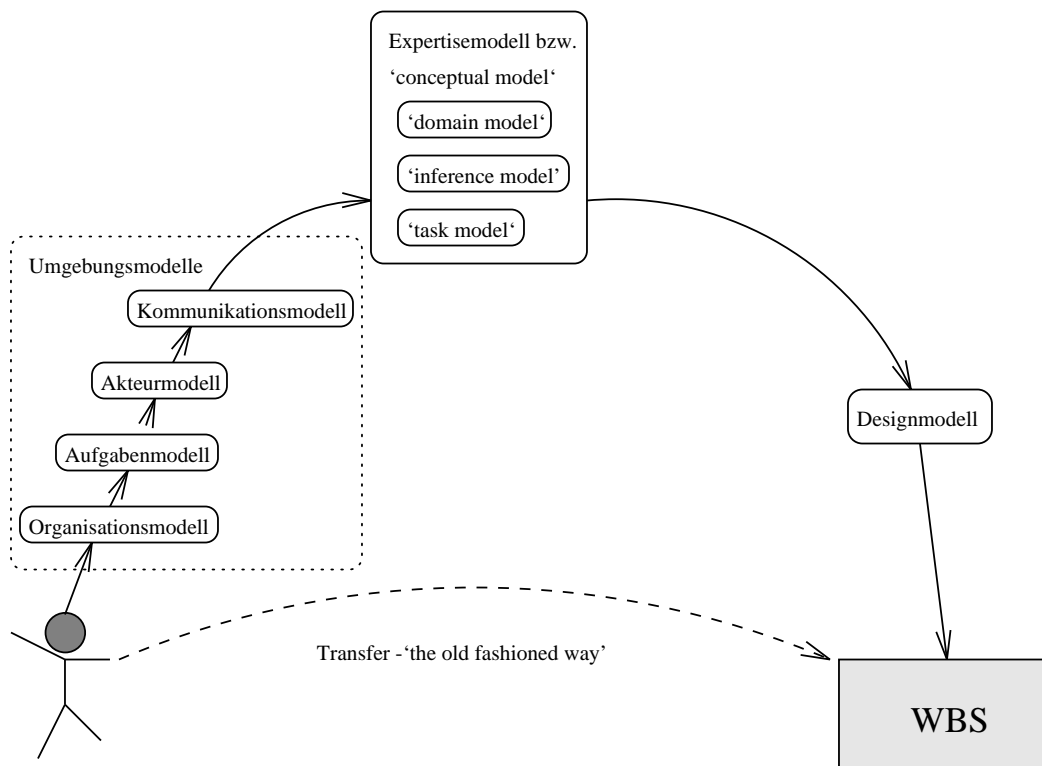 Expertisemodell bzw.
‘conceptual model‘
‘domain model‘
‘inference model’
‘task model‘
Umgebungsmodelle
Kommunikationsmodell
Akteurmodell
Aufgabenmodell
Organisationsmodell
Designmodell
Transfer -‘the old fashioned way’
WBS